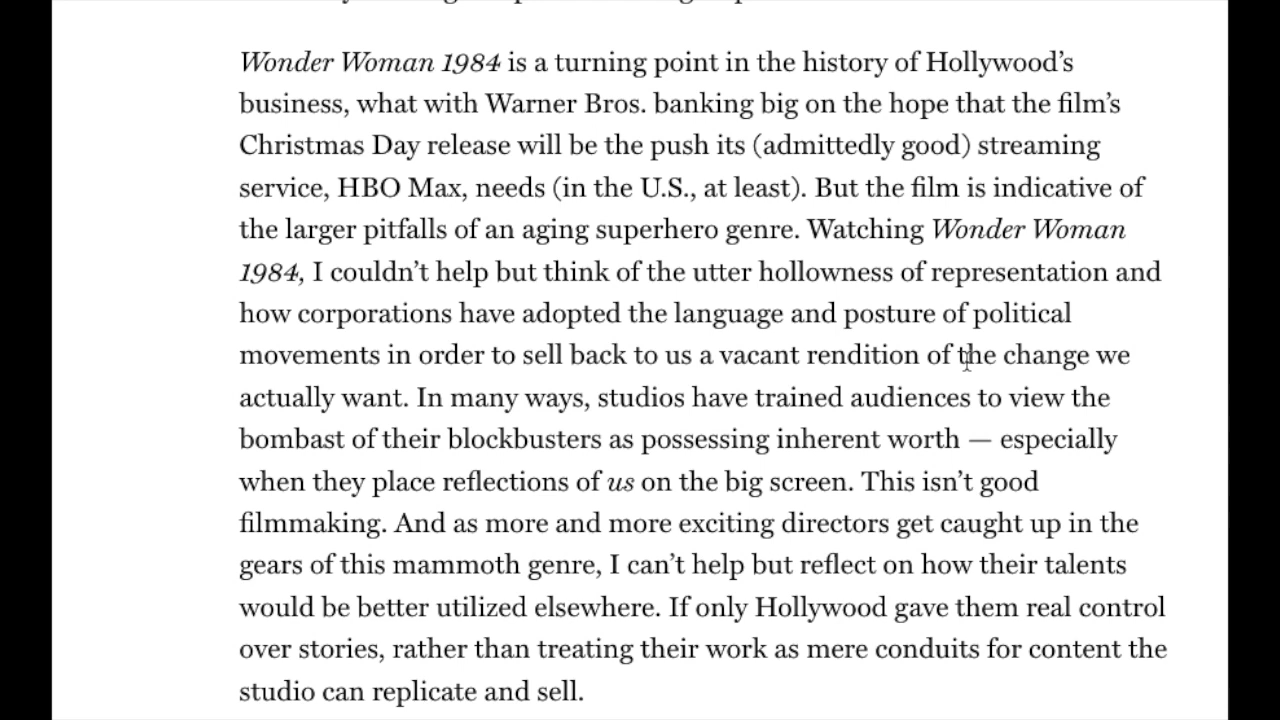 Wonder Woman 1984 is a turning point in the history of Hollywood's
business, what with Warner Bros. banking big on the hope that the film's
Christmas Day release will be the push its (admittedly good) streaming
service, HBO Max, needs (in the U.S., at least). But the film is indicative of
the larger pitfalls of an aging superhero genre. Watching Wonder Woman
1984, I couldn't help but think of the utter hollowness of representation and
how corporations have adopted the language and posture of political
movements in order to sell back to us a vacant rendition of the change we
actually want. In many ways, studios have trained audiences to view the
bombast of their blockbusters as possessing inherent worth — especially
when they place reflections of us on the big screen. This isn't good
filmmaking. And as more and more exciting directors get caught up in the
gears of this mammoth genre, I can't help but reflect on how their talents
would be better utilized elsewhere. If only Hollywood gave them real control
over stories, rather than treating their work as mere conduits for content the
studio can replicate and sell.